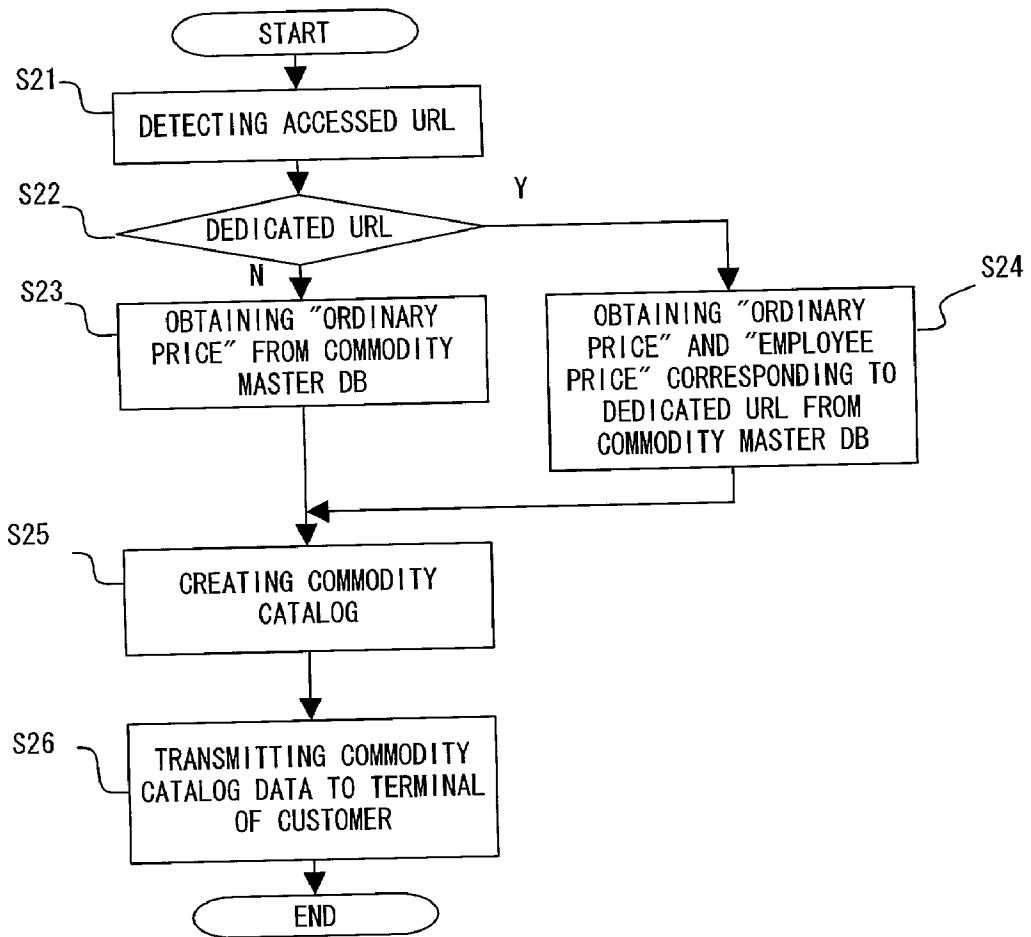 START
S21
DETECTING ACCESSED URL
S22
DEDICATED URL
Y
N
S23
OBTAINING "ORDINARY
PRICE" FROM COMMODITY
MASTER DB
S24
OBTAINING "ORDINARY
PRICE" AND "EMPLOYEE
PRICE" CORRESPONDING TO
DEDICATED URL FROM
COMMODITY MASTER DB
S25
CREATING COMMODITY
CATALOG
S26
TRANSMITTING COMMODITY
CATALOG DATA TO TERMINAL
OF CUSTOMER
END